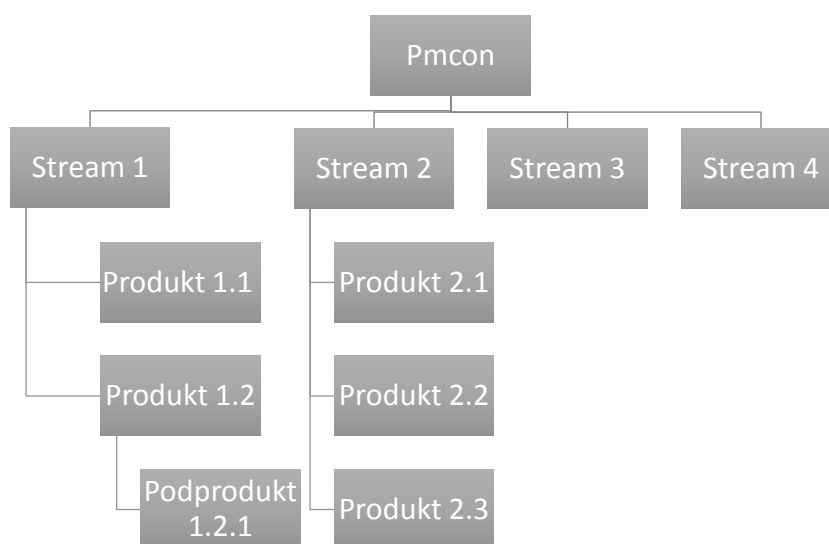 Pmcon
Stream 1
Stream 2
Stream 3
Stream 4
Produkt 1.1
Produkt 2.1
Produkt 1.2
Produkt 2.2
Podprodukt
1.2.1
Produkt 2.3